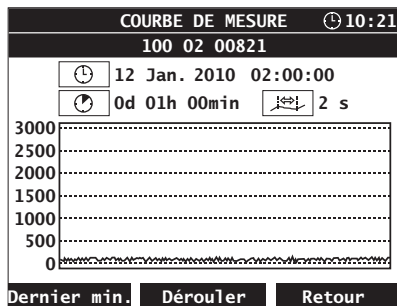 COURBE DE MESURE 10:21
100 02 00821
12 Jan. 2010 02:00:00
0d 01h 00min 2 s
3000
2500
2000
1500
1000
500
0
Dernier min. Dérouler Retour